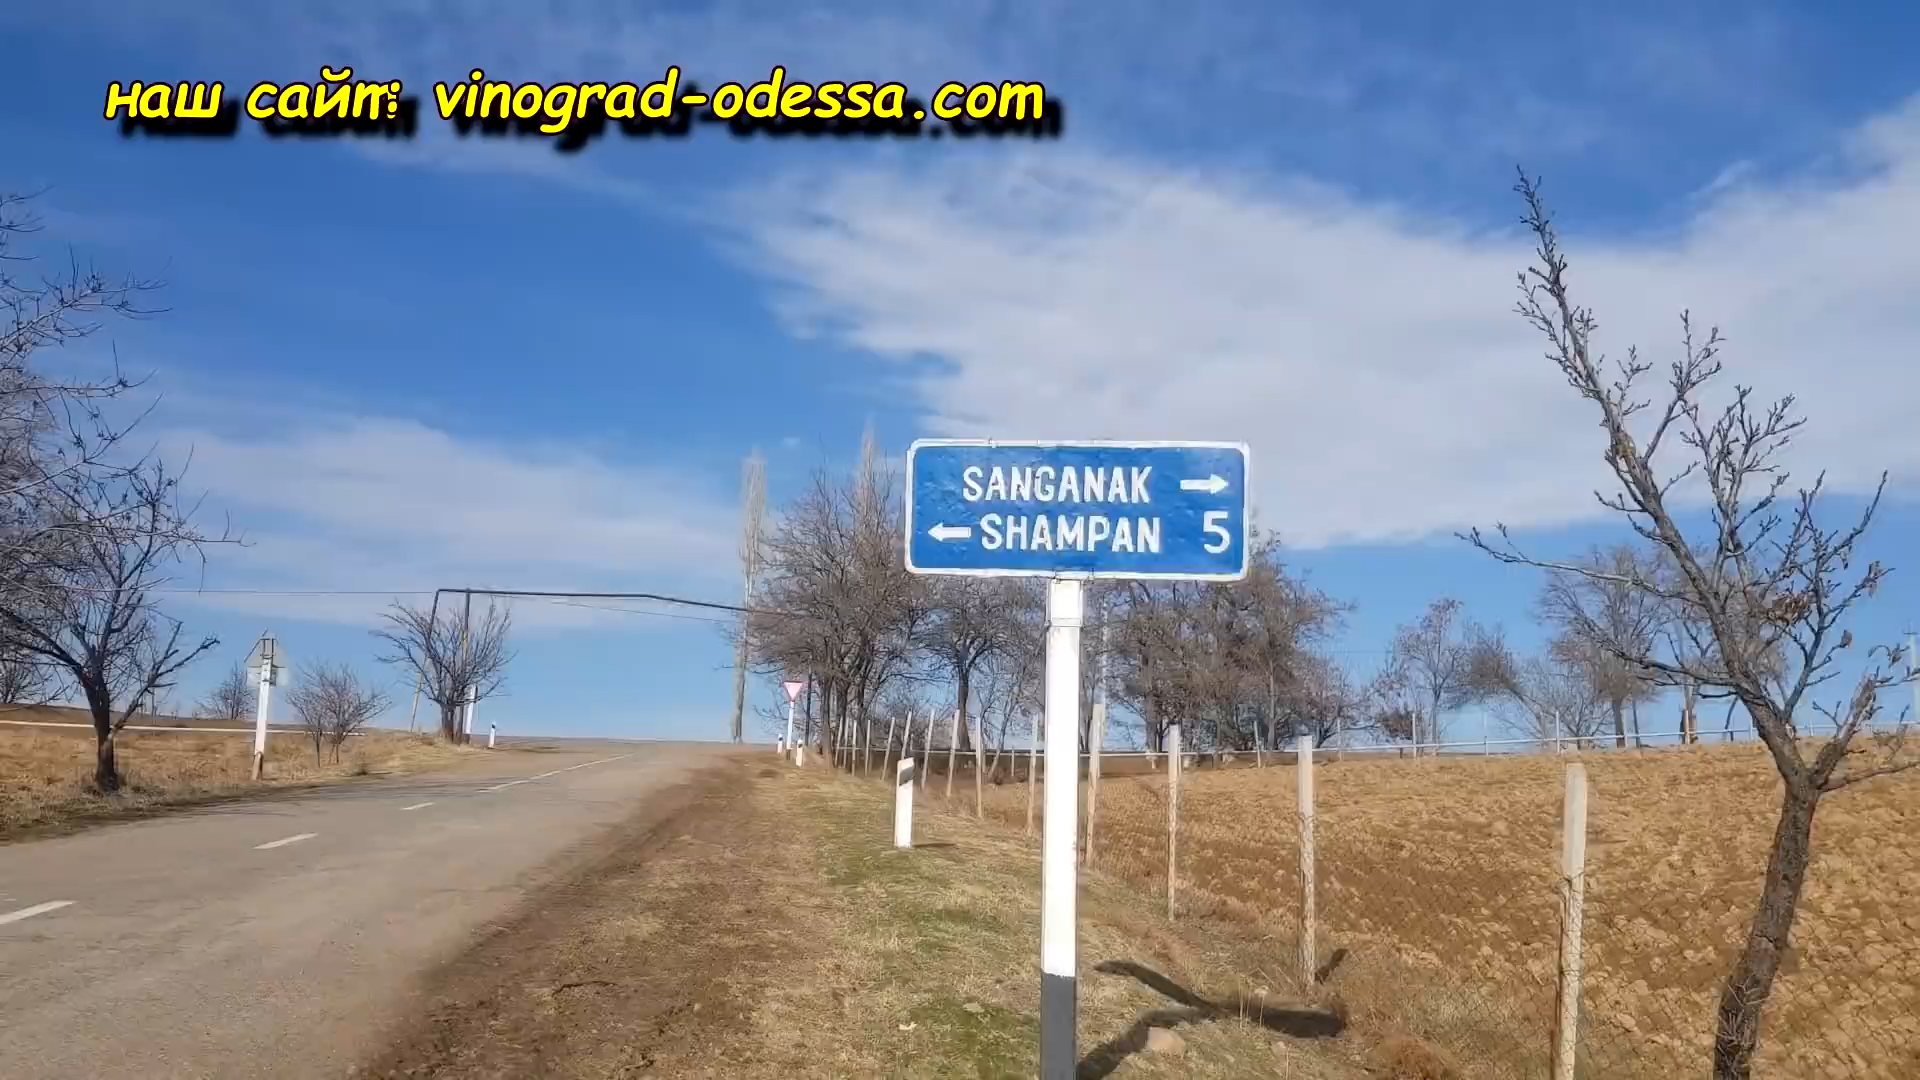 наш сайт: vinograd-odessa.com
SANGANAK →
← SHAMPAN 5